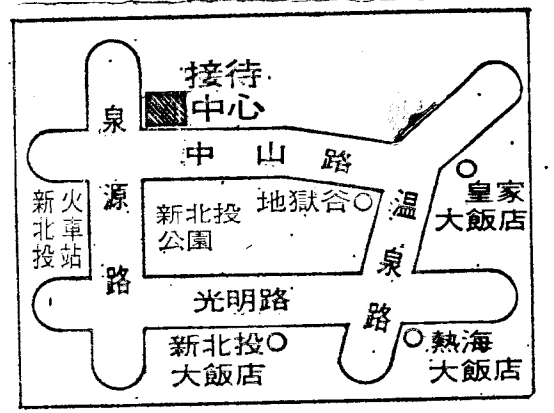 接待
中心
泉源路
中山路
新北投
火車站
新北投
公園
地獄谷
温泉路
皇家
大飯店
光明路
新北投
大飯店
熱海
大飯店